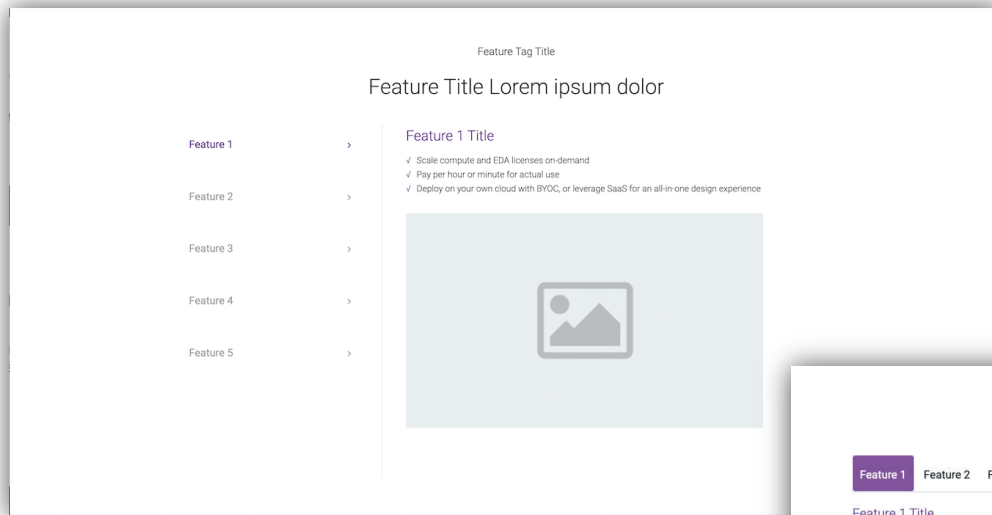 Feature Tag Title
Feature Title Lorem ipsum dolor
Feature 1 ›
Feature 2 ›
Feature 3 ›
Feature 4 ›
Feature 5 ›
Feature 1 Title
√ Scale compute and EDA licenses on-demand
√ Pay per hour or minute for actual use
√ Deploy on your own cloud with BYOC, or leverage SaaS for an all-in-one design experience
Feature 1 Feature 2 F
Feature 1 Title